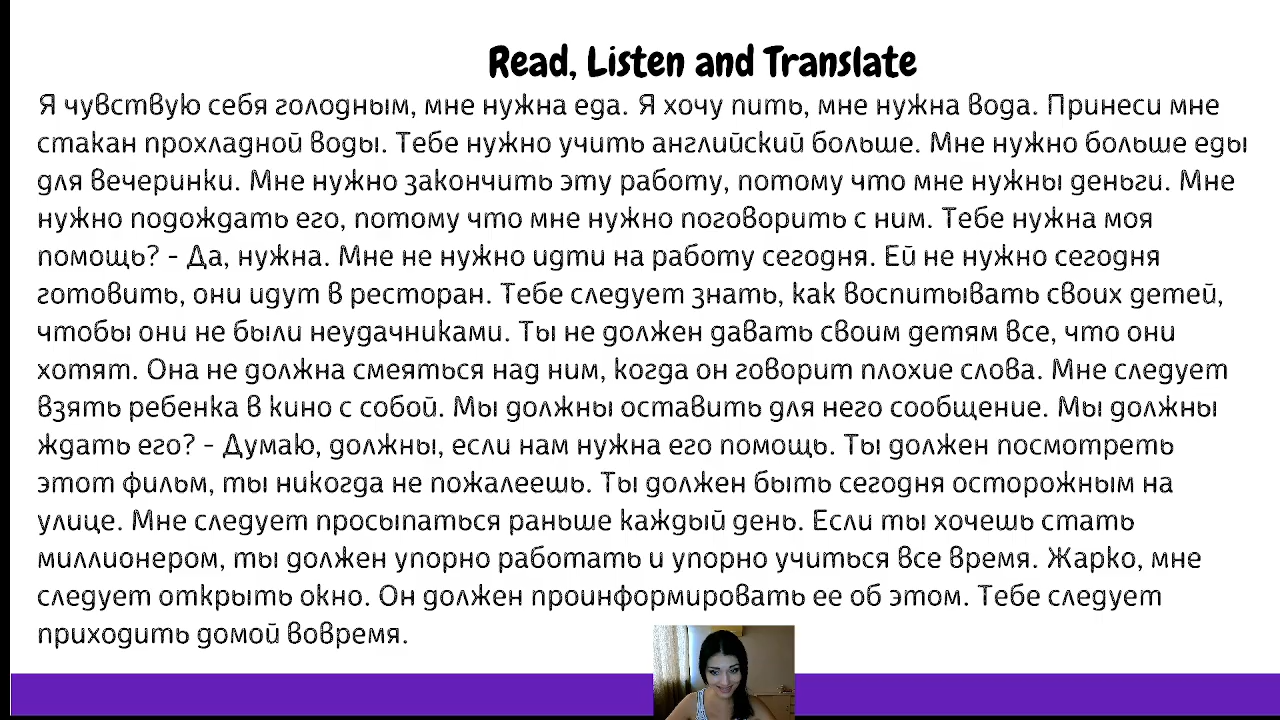 Read, Listen and Translate
Я чувствую себя голодным, мне нужна еда. Я хочу пить, мне нужна вода. Принеси мне
стакан прохладной воды. Тебе нужно учить английский больше. Мне нужно больше еды
для вечеринки. Мне нужно закончить эту работу, потому что мне нужны деньги. Мне
нужно подождать его, потому что мне нужно поговорить с ним. Тебе нужна моя
помощь? - Да, нужна. Мне не нужно идти на работу сегодня. Ей не нужно сегодня
готовить, они идут в ресторан. Тебе следует знать, как воспитывать своих детей,
чтобы они не были неудачниками. Ты не должен давать своим детям все, что они
хотят. Она не должна смеяться над ним, когда он говорит плохие слова. Мне следует
взять ребенка в кино с собой. Мы должны оставить для него сообщение. Мы должны
ждать его? - Думаю, должны, если нам нужна его помощь. Ты должен посмотреть
этот фильм, ты никогда не пожалеешь. Ты должен быть сегодня осторожным на
улице. Мне следует просыпаться раньше каждый день. Если ты хочешь стать
миллионером, ты должен упорно работать и упорно учиться все время. Жарко, мне
следует открыть окно. Он должен проинформировать ее об этом. Тебе следует
приходить домой вовремя.